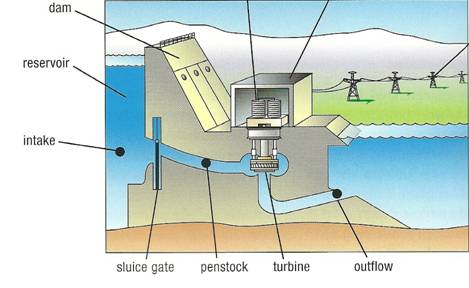 dam
reservoir
intake
sluice gate
penstock
turbine
outflow